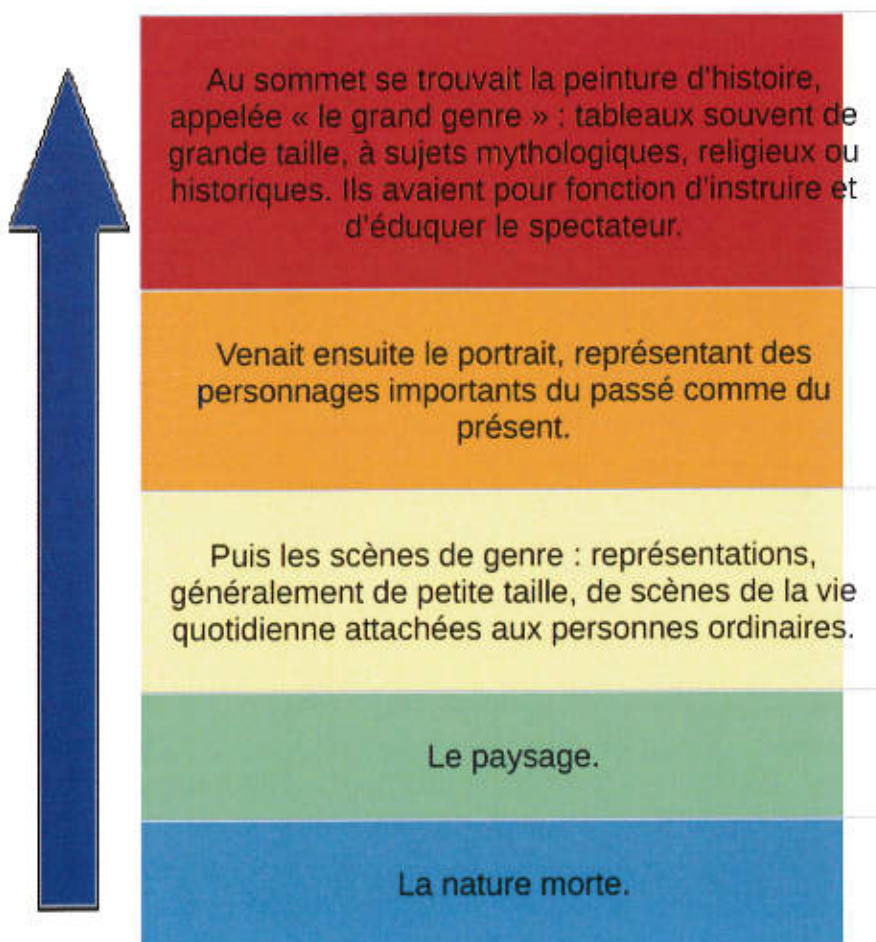 Au sommet se trouvait la peinture d'histoire,
appelée « le grand genre » : tableaux souvent de
grande taille, à sujets mythologiques, religieux ou
historiques. Ils avaient pour fonction d'instruire et
d'éduquer le spectateur.
Venait ensuite le portrait, représentant des
personnages importants du passé comme du
présent.
Puis les scènes de genre : représentations,
généralement de petite taille, de scènes de la vie
quotidienne attachées aux personnes ordinaires.
Le paysage.
La nature morte.